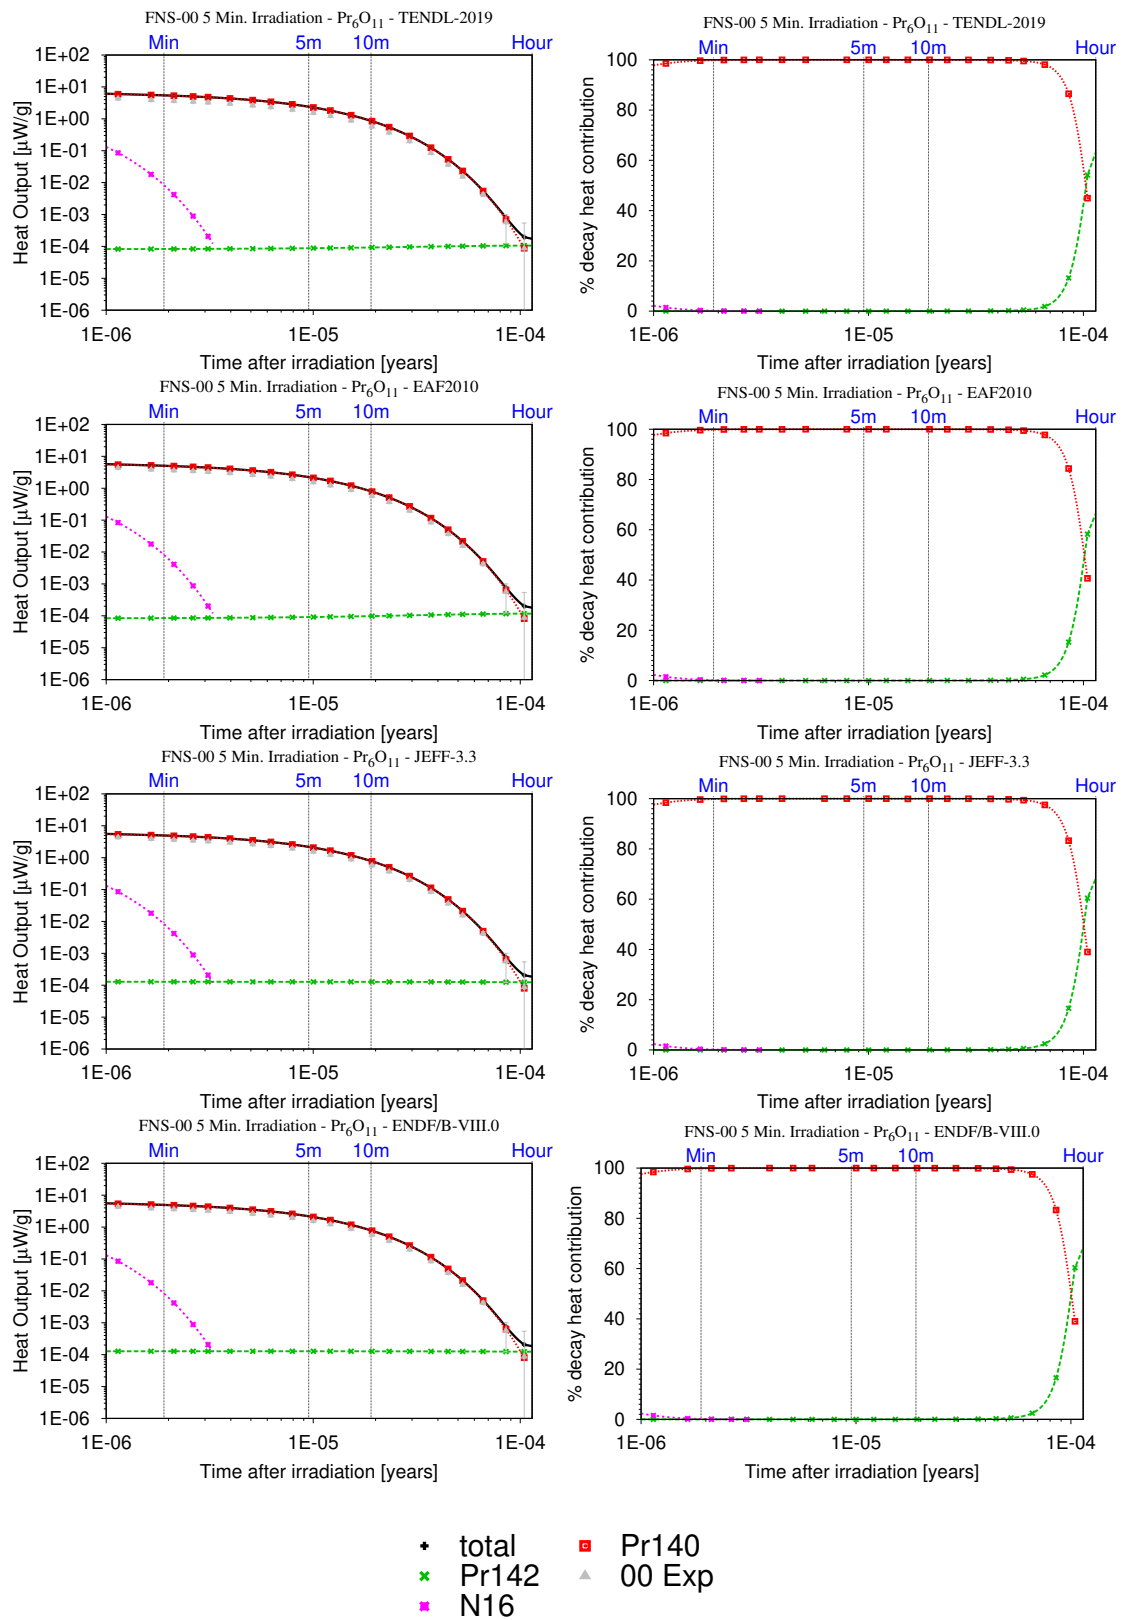 FNS-00 5 Min. Irradiation - Pr6O11 - TENDL-2019
Min 5m 10m Hour
1E+02
1E+01
1E+00
1E-01
1E-02
1E-03
1E-04
1E-05
1E-06
Heat Output [µW/g]
1E-06 1E-05 1E-04
Time after irradiation [years]
FNS-00 5 Min. Irradiation - Pr6O11 - TENDL-2019
Min 5m 10m Hour
100
80
60
40
20
0
% decay heat contribution
1E-06 1E-05 1E-04
Time after irradiation [years]
FNS-00 5 Min. Irradiation - Pr6O11 - EAF2010
Min 5m 10m Hour
1E+02
1E+01
1E+00
1E-01
1E-02
1E-03
1E-04
1E-05
1E-06
Heat Output [µW/g]
1E-06 1E-05 1E-04
Time after irradiation [years]
FNS-00 5 Min. Irradiation - Pr6O11 - EAF2010
Min 5m 10m Hour
100
80
60
40
20
0
% decay heat contribution
1E-06 1E-05 1E-04
Time after irradiation [years]
FNS-00 5 Min. Irradiation - Pr6O11 - JEFF-3.3
Min 5m 10m Hour
1E+02
1E+01
1E+00
1E-01
1E-02
1E-03
1E-04
1E-05
1E-06
Heat Output [µW/g]
1E-06 1E-05 1E-04
Time after irradiation [years]
FNS-00 5 Min. Irradiation - Pr6O11 - JEFF-3.3
Min 5m 10m Hour
100
80
60
40
20
0
% decay heat contribution
1E-06 1E-05 1E-04
Time after irradiation [years]
FNS-00 5 Min. Irradiation - Pr6O11 - ENDF/B-VIII.0
Min 5m 10m Hour
1E+02
1E+01
1E+00
1E-01
1E-02
1E-03
1E-04
1E-05
1E-06
Heat Output [µW/g]
1E-06 1E-05 1E-04
Time after irradiation [years]
FNS-00 5 Min. Irradiation - Pr6O11 - ENDF/B-VIII.0
Min 5m 10m Hour
100
80
60
40
20
0
% decay heat contribution
1E-06 1E-05 1E-04
Time after irradiation [years]
total Pr140
Pr142 00 Exp
N16